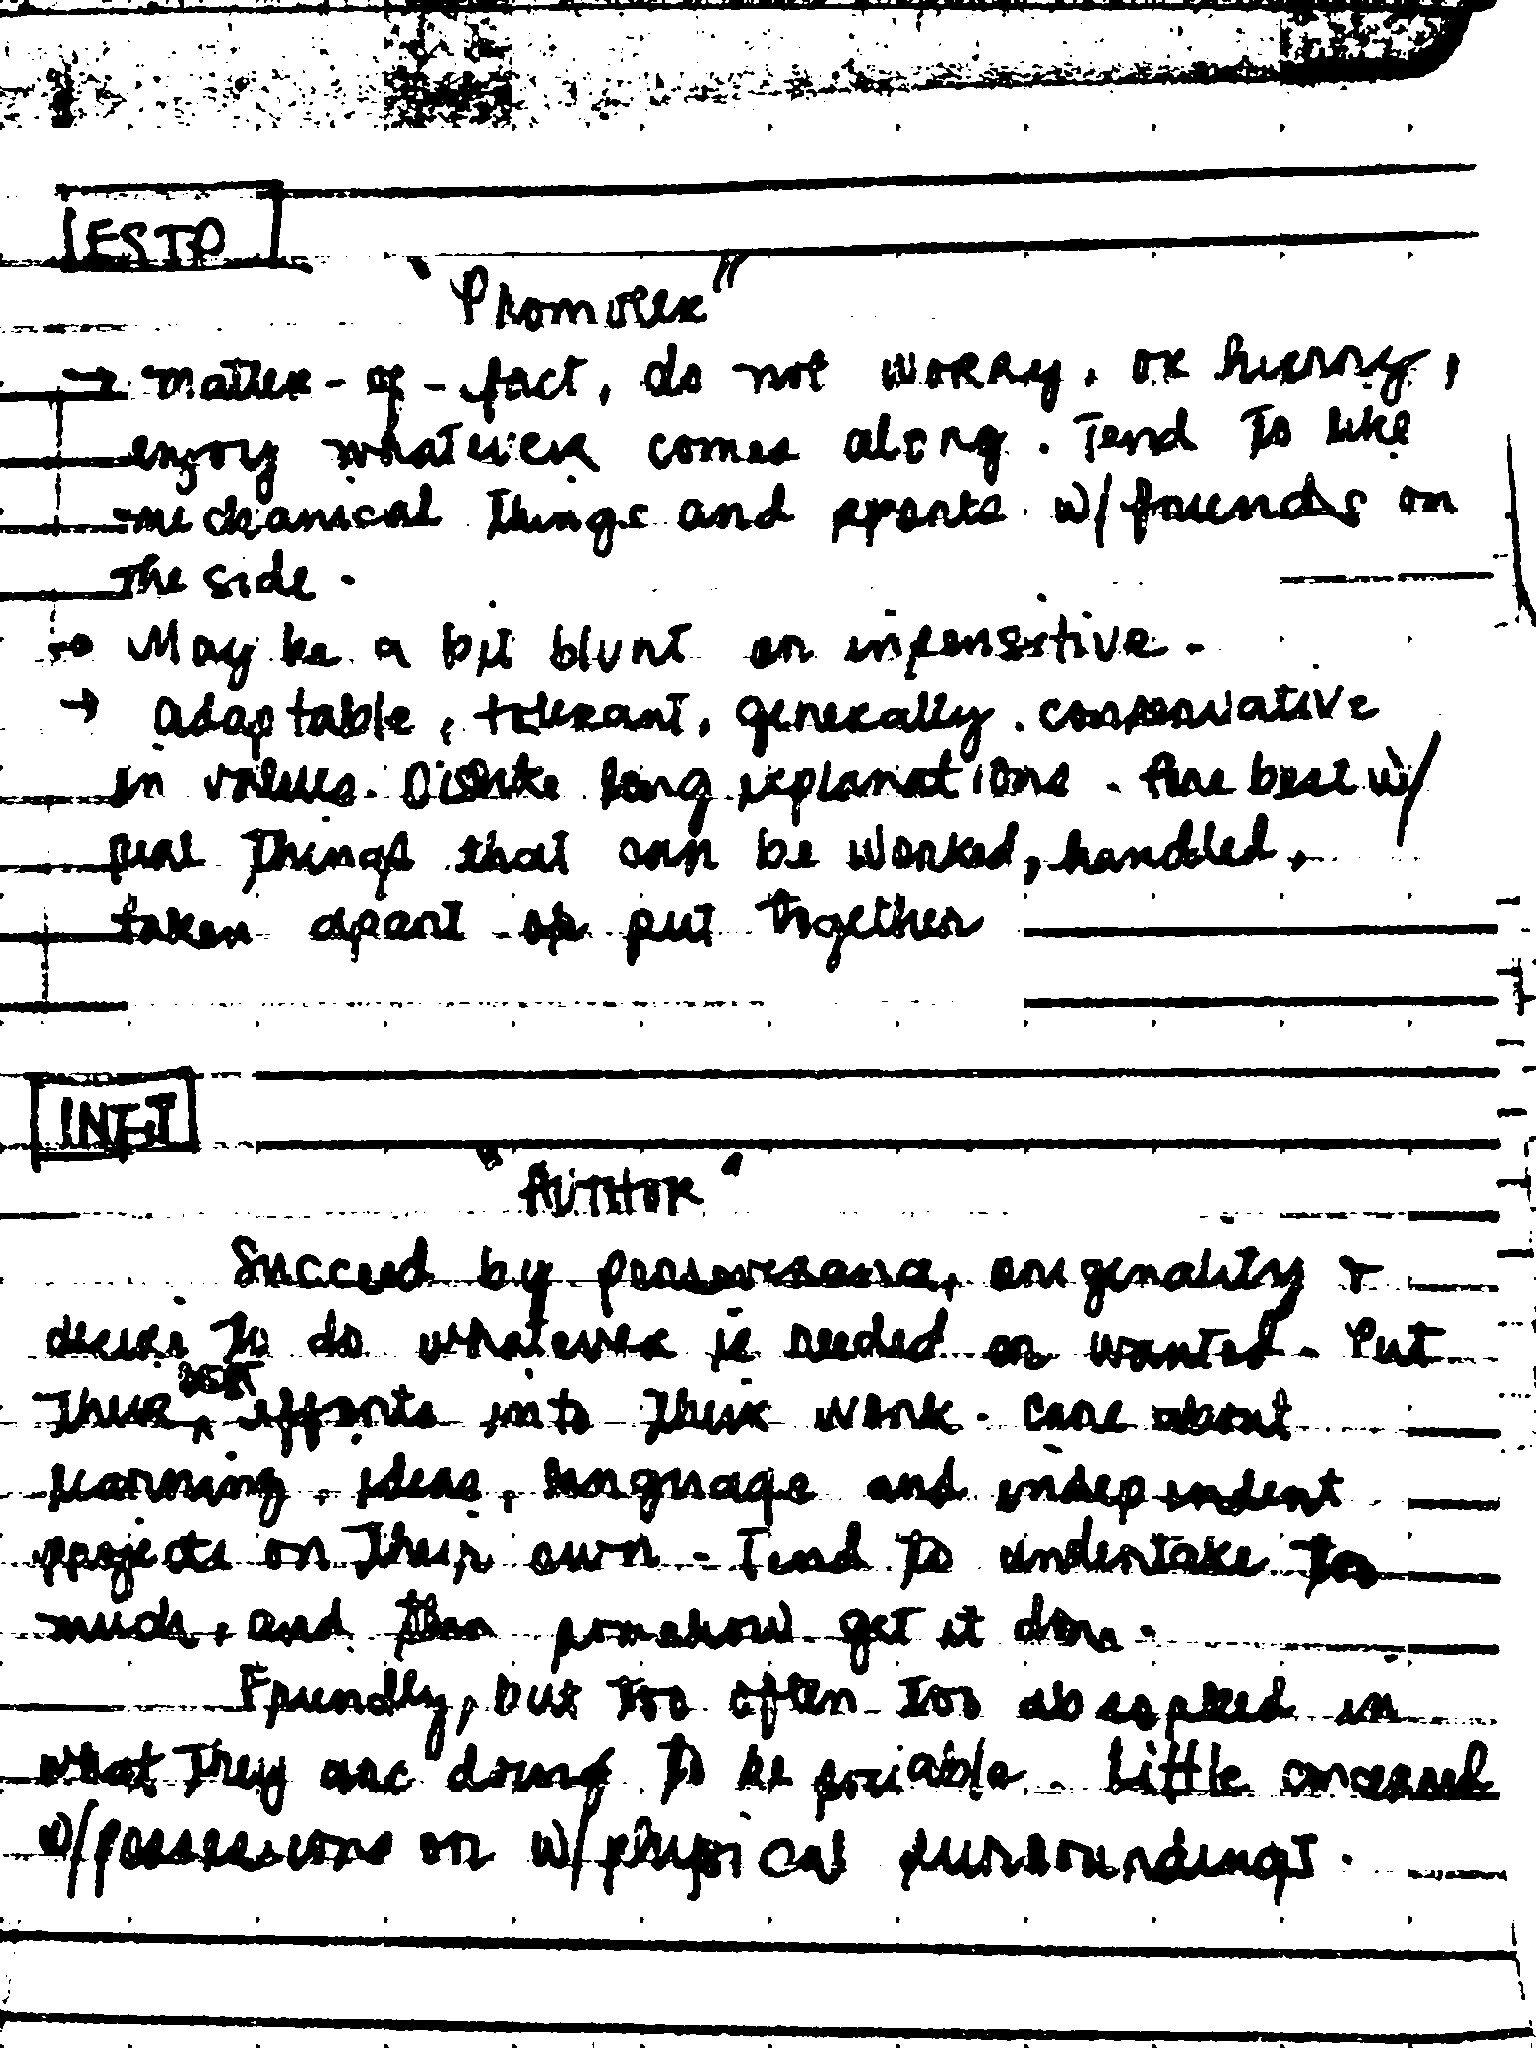 ESTP
"Promoter"
→ matter-of-fact, do not worry, or hurry,
enjoy whatever comes along. Tend to like
mechanical things and sports w/ friends on
the side.
→ May be a bit blunt or insensitive.
→ Adaptable, tolerant, generally conservative
in values. Dislike long explanations. Are best w/
real things that can be worked, handled,
taken apart or put together
"AUTHOR"
Succeed by perseverance, originality &
desire to do whatever is needed or wanted. Put
their best efforts into their work. Care about
learning, ideas, language and independent
projects on their own. Tend to undertake too
much, and then somehow get it done.
Friendly, but too often too absorbed in
what they are doing to be sociable. Little concerned
w/ possessions or w/ physical surroundings.